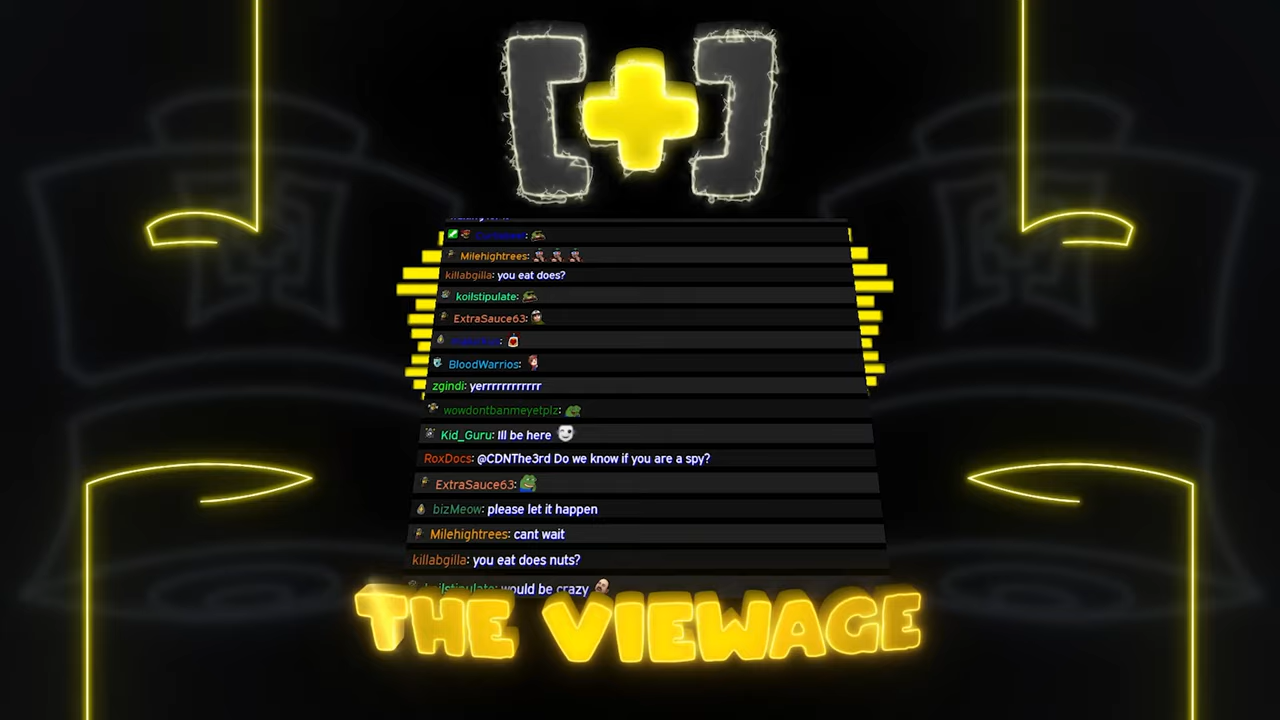 [+]
Milehightrees:
killabgilla: you eat does?
koilstipulate:
ExtraSauce63:
BloodWarrios:
zgindi: yerrrrrrrrrrrr
wowdontbanmeyetplz:
Kid_Guru: Ill be here
RoxDocs: @CDNThe3rd Do we know if you are a spy?
ExtraSauce63:
bizMeow: please let it happen
Milehightrees: cant wait
killabgilla: you eat does nuts?
koilstipulate: would be crazy
THE VIEWAGE